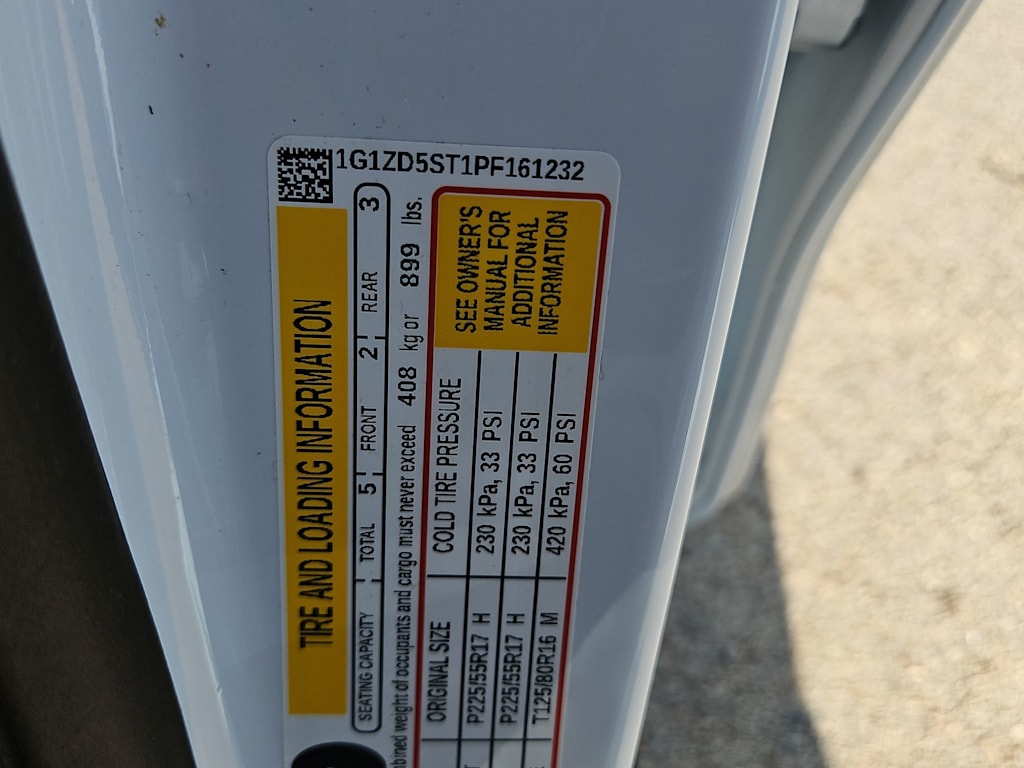 1G1ZD5ST1PF161232
TIRE AND LOADING INFORMATION
SEATING CAPACITY TOTAL 5 FRONT 2 REAR 3
weight of occupants and cargo must never exceed 408 kg or 899 lbs.
ORIGINAL SIZE COLD TIRE PRESSURE
P225/55R17 H 230 kPa, 33 PSI
P225/55R17 H 230 kPa, 33 PSI
T125/80R16 M 420 kPa, 60 PSI
SEE OWNER'S
MANUAL FOR
ADDITIONAL
INFORMATION